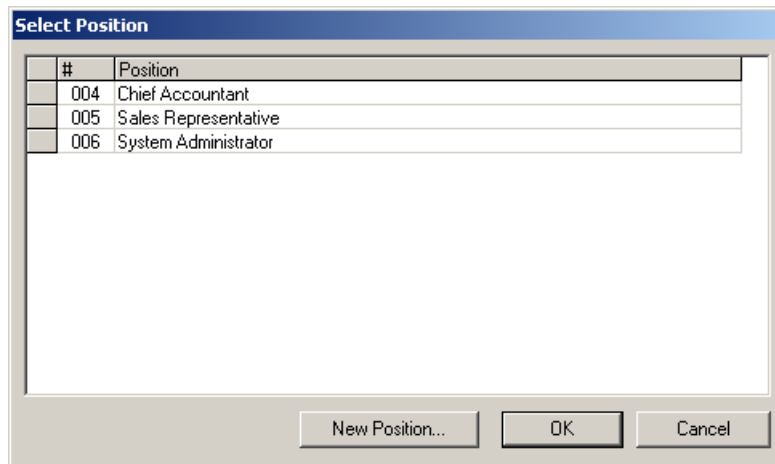 Select Position
# Position
004 Chief Accountant
005 Sales Representative
006 System Administrator
New Position... OK Cancel